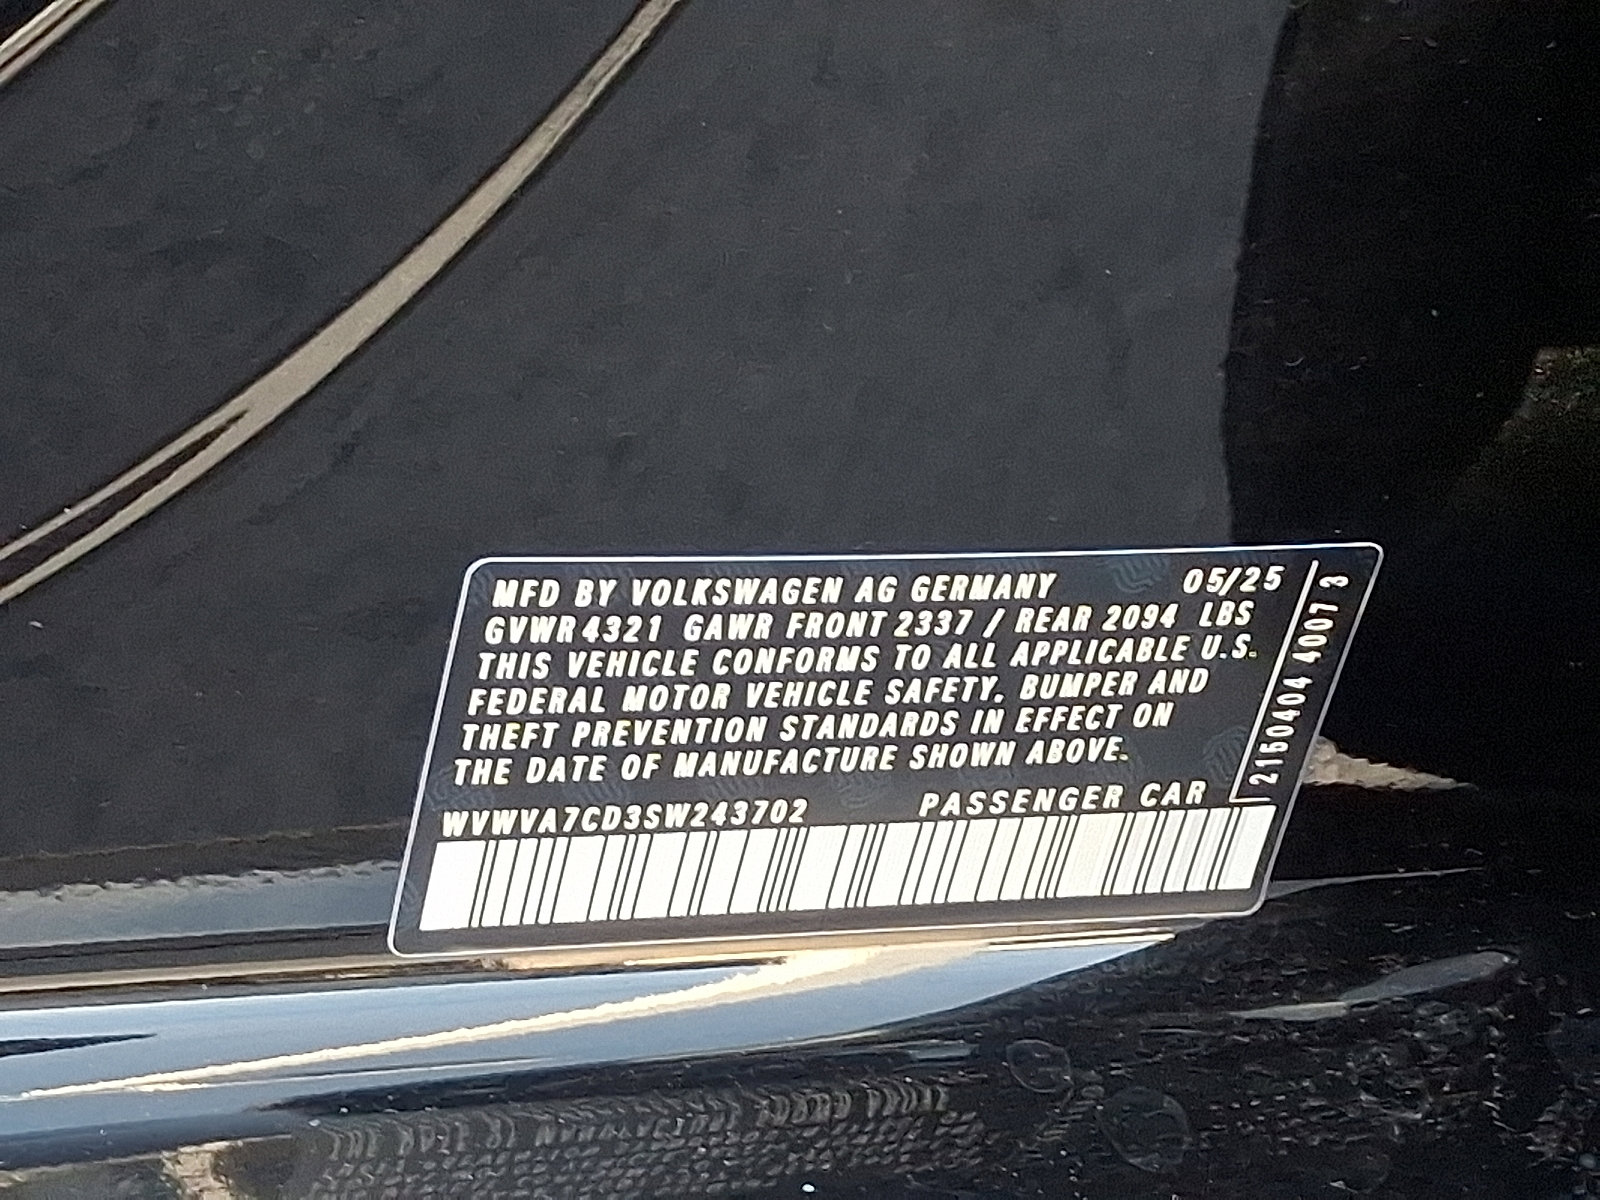 MFD BY VOLKSWAGEN AG GERMANY 05/25
GVWR 4321 GAWR FRONT 2337 / REAR 2094 LBS
THIS VEHICLE CONFORMS TO ALL APPLICABLE U.S.
FEDERAL MOTOR VEHICLE SAFETY, BUMPER AND
THEFT PREVENTION STANDARDS IN EFFECT ON
THE DATE OF MANUFACTURE SHOWN ABOVE.
WVWVA7CD3SW243702 PASSENGER CAR
2150404 4007 3